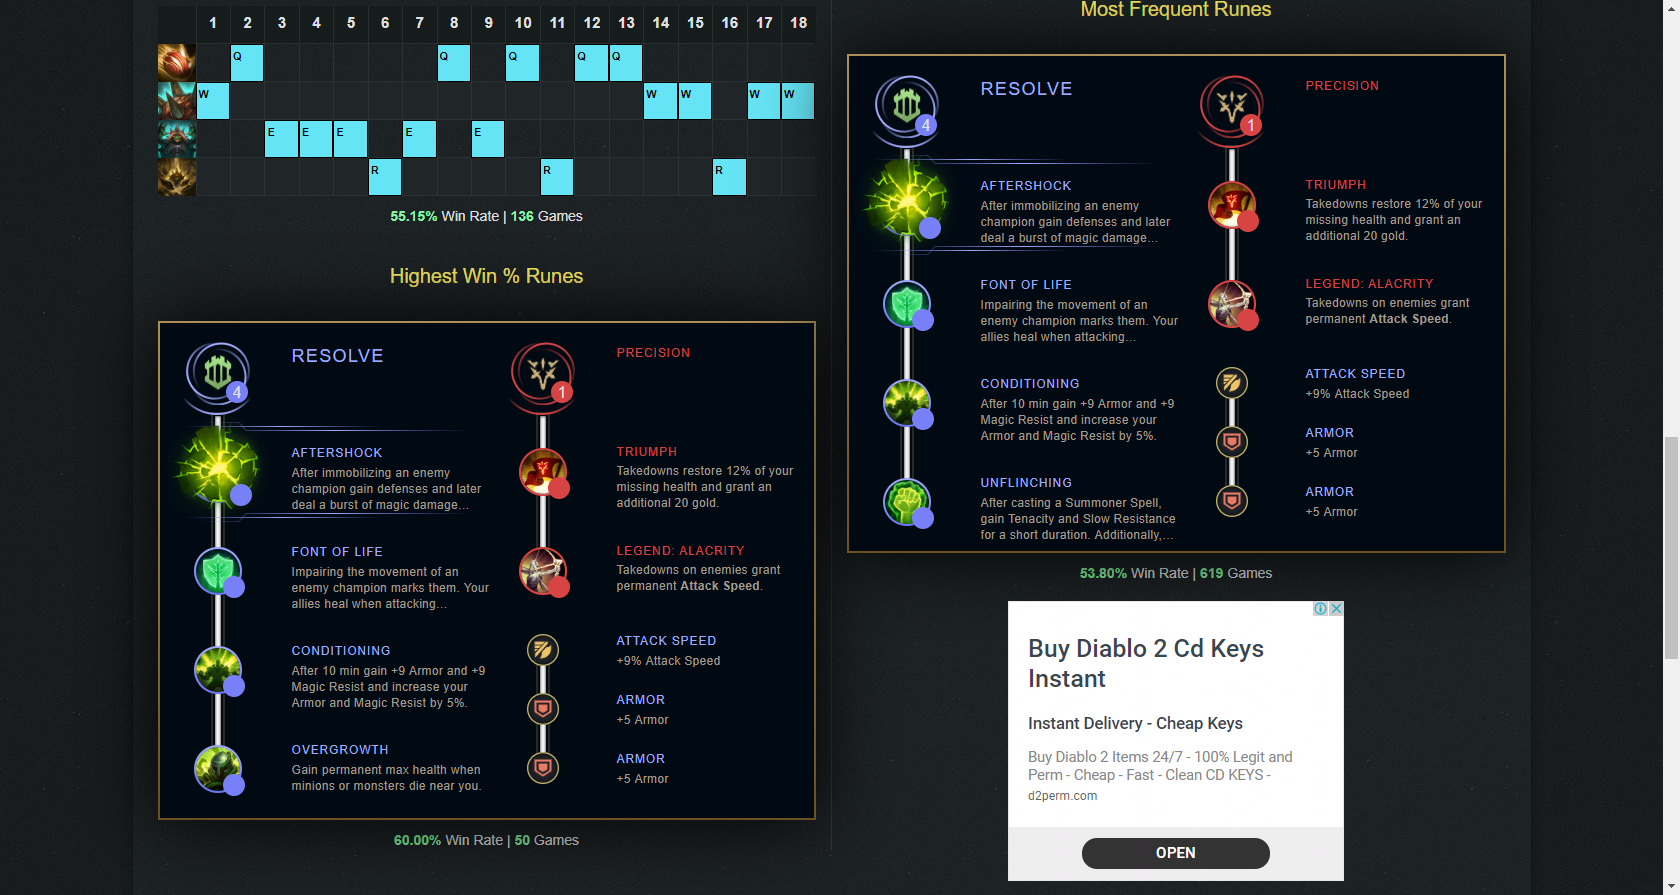 1 2 3 4 5 6 7 8 9 10 11 12 13 14 15 16 17 18
Q Q Q Q Q
W W W W W
E E E E E
R R R
55.15% Win Rate | 136 Games
Highest Win % Runes
4
RESOLVE
AFTERSHOCK
After immobilizing an enemy
champion gain defenses and later
deal a burst of magic damage...
FONT OF LIFE
Impairing the movement of an
enemy champion marks them. Your
allies heal when attacking...
CONDITIONING
After 10 min gain +9 Armor and +9
Magic Resist and increase your
Armor and Magic Resist by 5%.
OVERGROWTH
Gain permanent max health when
minions or monsters die near you.
1
PRECISION
TRIUMPH
Takedowns restore 12% of your
missing health and grant an
additional 20 gold.
LEGEND: ALACRITY
Takedowns on enemies grant
permanent Attack Speed.
ATTACK SPEED
+9% Attack Speed
ARMOR
+5 Armor
ARMOR
+5 Armor
60.00% Win Rate | 50 Games
Most Frequent Runes
4
RESOLVE
AFTERSHOCK
After immobilizing an enemy
champion gain defenses and later
deal a burst of magic damage...
FONT OF LIFE
Impairing the movement of an
enemy champion marks them. Your
allies heal when attacking...
CONDITIONING
After 10 min gain +9 Armor and +9
Magic Resist and increase your
Armor and Magic Resist by 5%.
UNFLINCHING
After casting a Summoner Spell,
gain Tenacity and Slow Resistance
for a short duration. Additionally,...
1
PRECISION
TRIUMPH
Takedowns restore 12% of your
missing health and grant an
additional 20 gold.
LEGEND: ALACRITY
Takedowns on enemies grant
permanent Attack Speed.
ATTACK SPEED
+9% Attack Speed
ARMOR
+5 Armor
ARMOR
+5 Armor
53.80% Win Rate | 619 Games
Buy Diablo 2 Cd Keys
Instant
Instant Delivery - Cheap Keys
Buy Diablo 2 Items 24/7 - 100% Legit and
Perm - Cheap - Fast - Clean CD KEYS -
d2perm.com
OPEN